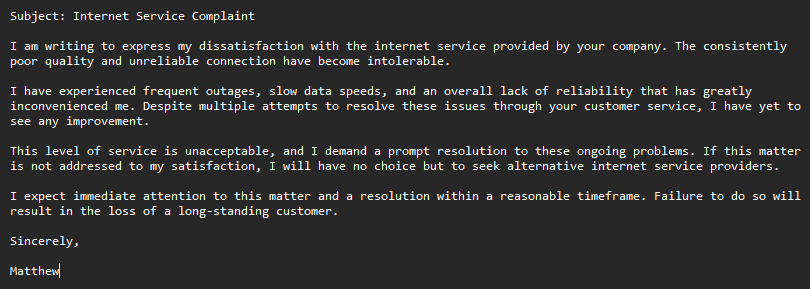 Subject: Internet Service Complaint
I am writing to express my dissatisfaction with the internet service provided by your company. The consistently
poor quality and unreliable connection have become intolerable.
I have experienced frequent outages, slow data speeds, and an overall lack of reliability that has greatly
inconvenienced me. Despite multiple attempts to resolve these issues through your customer service, I have yet to
see any improvement.
This level of service is unacceptable, and I demand a prompt resolution to these ongoing problems. If this matter
is not addressed to my satisfaction, I will have no choice but to seek alternative internet service providers.
I expect immediate attention to this matter and a resolution within a reasonable timeframe. Failure to do so will
result in the loss of a long-standing customer.
Sincerely,
Matthew